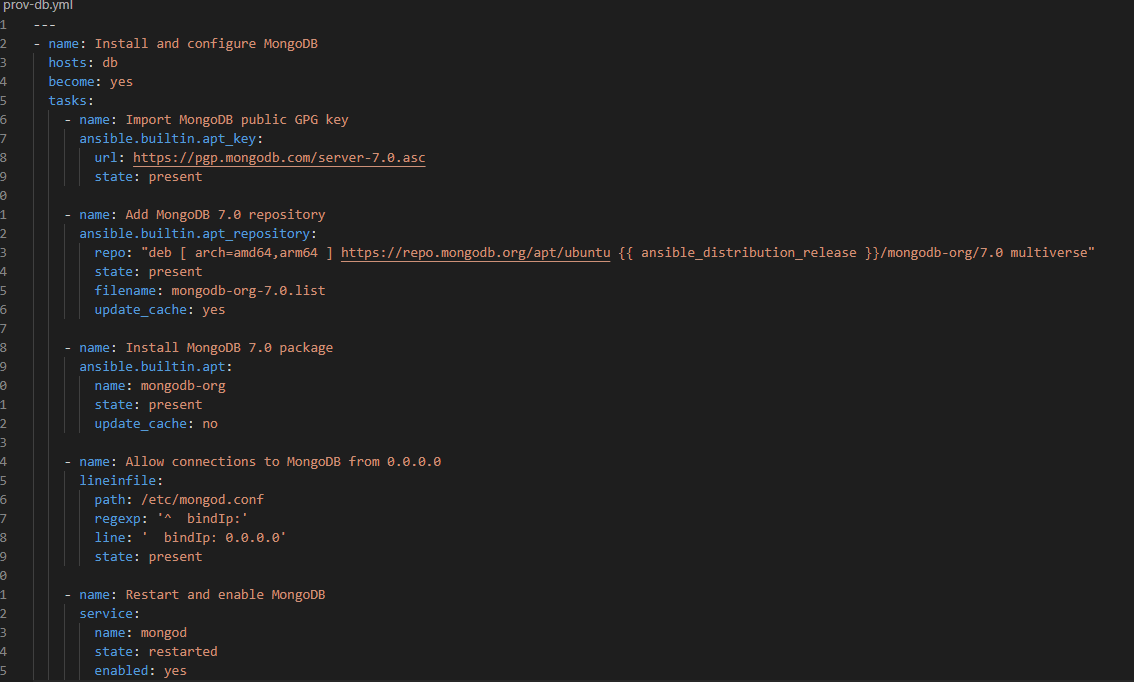 prov-db.yml
1 ---
2 - name: Install and configure MongoDB
3 hosts: db
4 become: yes
5 tasks:
6 - name: Import MongoDB public GPG key
7 ansible.builtin.apt_key:
8 url: https://pgp.mongodb.com/server-7.0.asc
9 state: present
0
1 - name: Add MongoDB 7.0 repository
2 ansible.builtin.apt_repository:
3 repo: "deb [ arch=amd64,arm64 ] https://repo.mongodb.org/apt/ubuntu {{ ansible_distribution_release }}/mongodb-org/7.0 multiverse"
4 state: present
5 filename: mongodb-org-7.0.list
6 update_cache: yes
7
8 - name: Install MongoDB 7.0 package
9 ansible.builtin.apt:
0 name: mongodb-org
1 state: present
2 update_cache: no
3
4 - name: Allow connections to MongoDB from 0.0.0.0
5 lineinfile:
6 path: /etc/mongod.conf
7 regexp: '^  bindIp:'
8 line: '  bindIp: 0.0.0.0'
9 state: present
0
1 - name: Restart and enable MongoDB
2 service:
3 name: mongod
4 state: restarted
5 enabled: yes